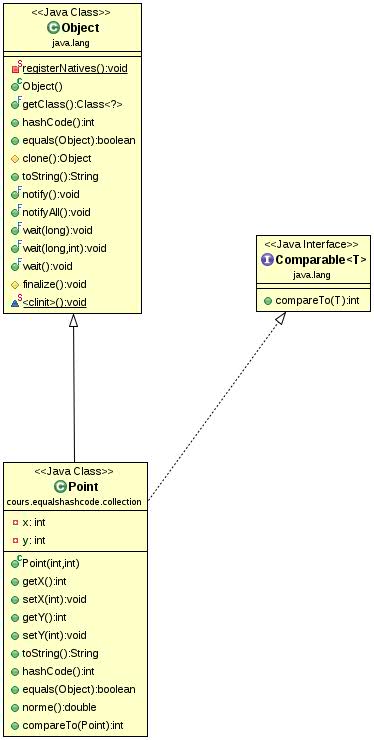 <<Java Class>>
Object
java.lang
registerNatives():void
Object()
getClass():Class<?>
hashCode():int
equals(Object):boolean
clone():Object
toString():String
notify():void
notifyAll():void
wait(long):void
wait(long,int):void
wait():void
finalize():void
<clinit>():void
<<Java Interface>>
Comparable<T>
java.lang
compareTo(T):int
<<Java Class>>
Point
cours.equalshashcode.collection
x: int
y: int
Point(int,int)
getX():int
setX(int):void
getY():int
setY(int):void
toString():String
hashCode():int
equals(Object):boolean
norme():double
compareTo(Point):int